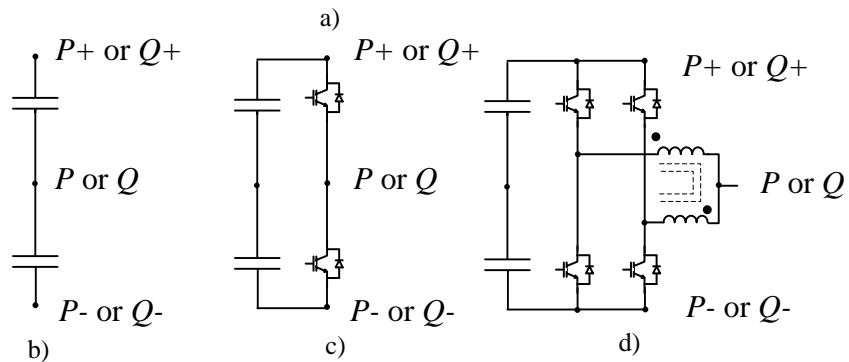 a)
P+ or Q+
P+ or Q+
P+ or Q+
P or Q
P or Q
P or Q
P- or Q-
P- or Q-
P- or Q-
b)
c)
d)